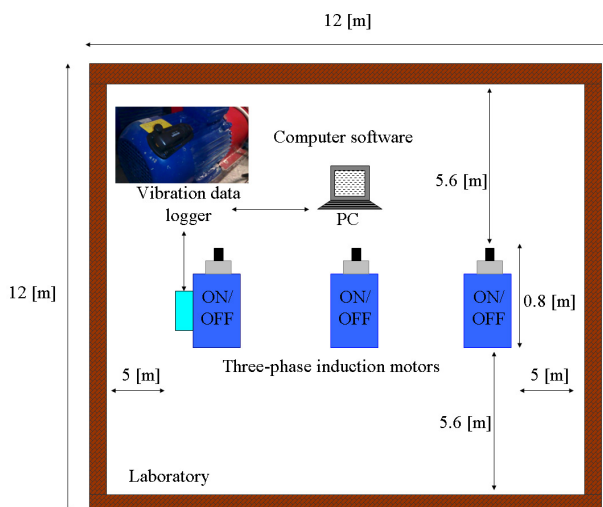 12 [m]
Computer software
5.6 [m]
Vibration data
logger
PC
12 [m]
ON/
OFF
ON/
OFF
ON/
OFF
0.8 [m]
Three-phase induction motors
5 [m]
5 [m]
5.6 [m]
Laboratory